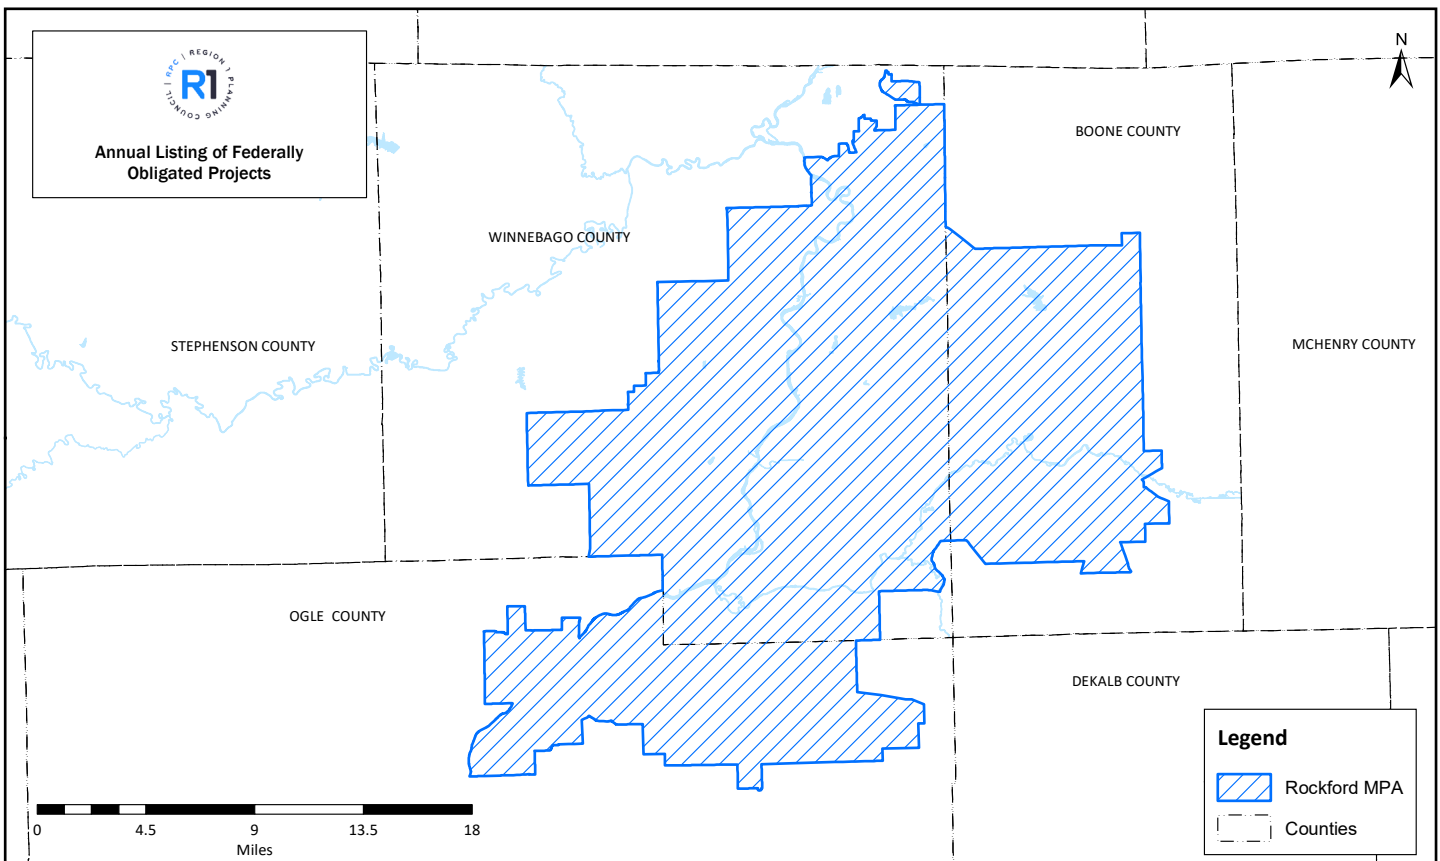 RPC | REGION 1 PLANNING COUNCIL |
R1
Annual Listing of Federally
Obligated Projects
N
BOONE COUNTY
WINNEBAGO COUNTY
STEPHENSON COUNTY
MCHENRY COUNTY
OGLE  COUNTY
DEKALB COUNTY
Legend
Rockford MPA
Counties
0 4.5 9 13.5 18
Miles